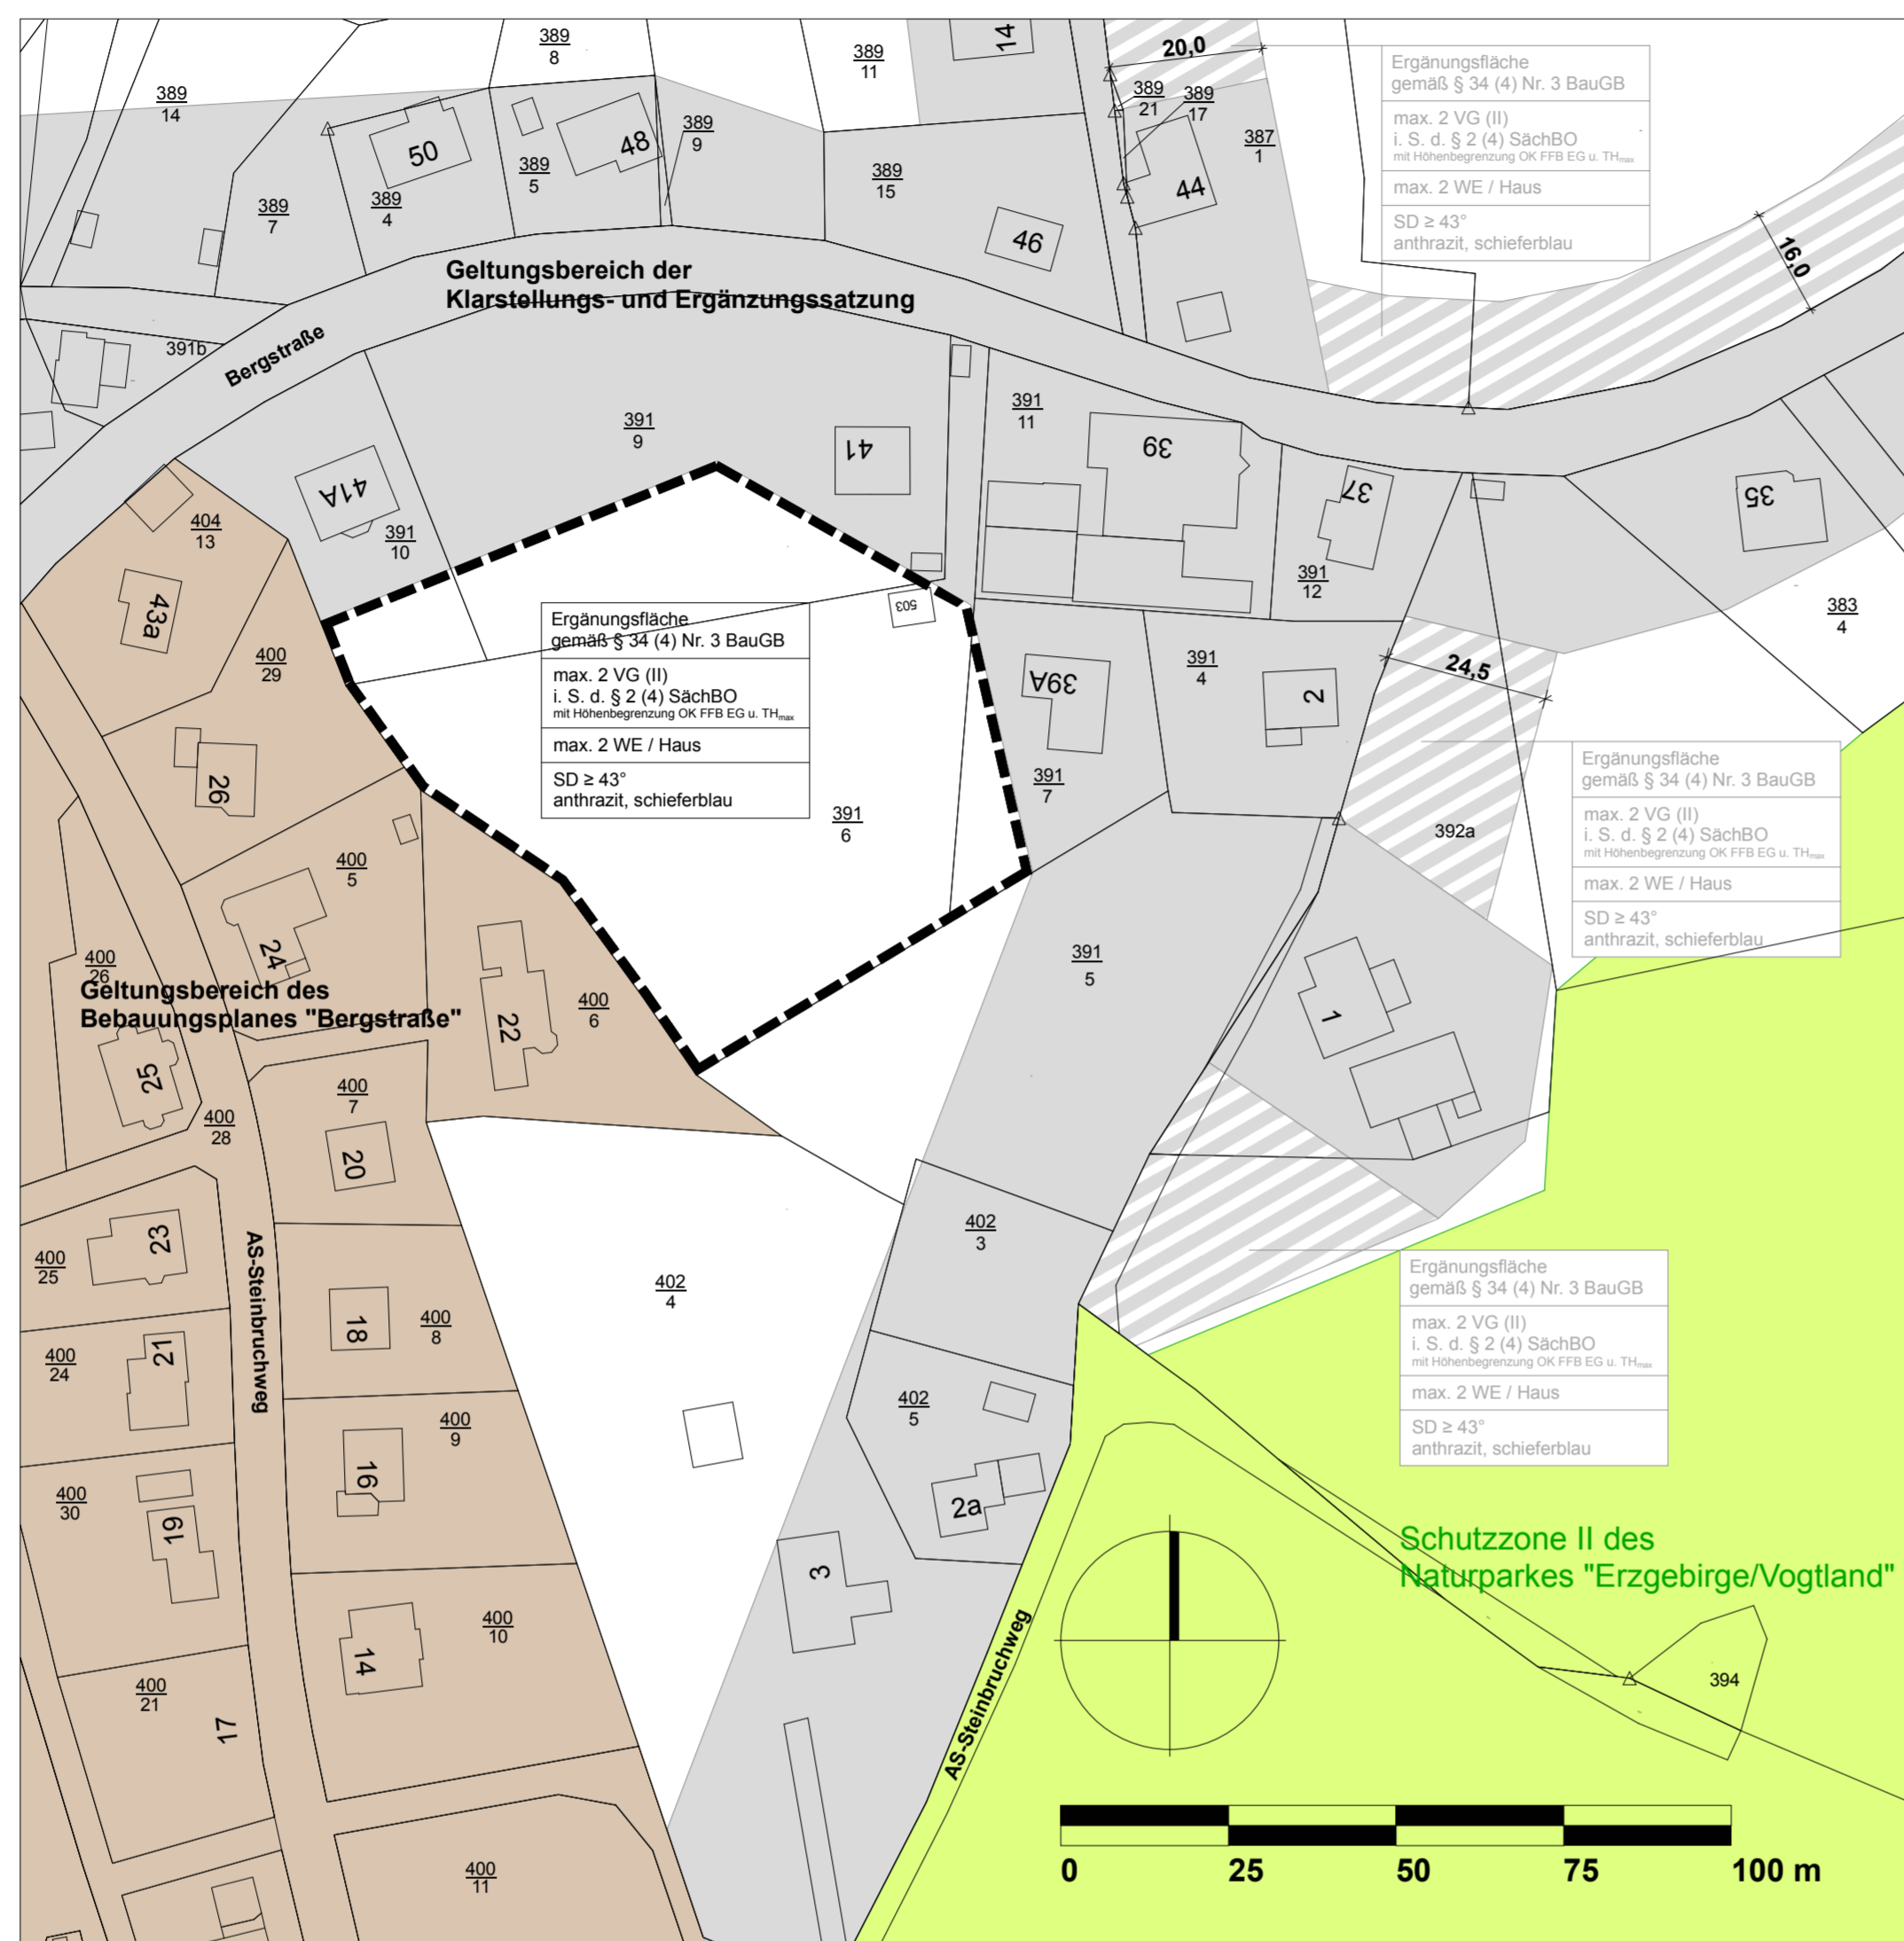 389
8
389
11
14
20,0
389
14
389
21
389
17
387
1
50
389
5
48
389
9
389
15
44
389
7
389
4
46
Ergänungsfläche
gemäß § 34 (4) Nr. 3 BauGB
max. 2 VG (II)
i. S. d. § 2 (4) SächBO
mit Höhenbegrenzung OK FFB EG u. THmax
max. 2 WE / Haus
SD ≥ 43°
anthrazit, schieferblau
16,0
Geltungsbereich der
Klarstellungs- und Ergänzungssatzung
391b
Bergstraße
391
9
41
391
11
39
37
35
41A
391
10
404
13
391
12
383
4
43a
400
29
503
Ergänungsfläche
gemäß § 34 (4) Nr. 3 BauGB
max. 2 VG (II)
i. S. d. § 2 (4) SächBO
mit Höhenbegrenzung OK FFB EG u. THmax
max. 2 WE / Haus
SD ≥ 43°
anthrazit, schieferblau
39A
391
4
2
24,5
391
7
391
6
392a
Ergänungsfläche
gemäß § 34 (4) Nr. 3 BauGB
max. 2 VG (II)
i. S. d. § 2 (4) SächBO
mit Höhenbegrenzung OK FFB EG u. THmax
max. 2 WE / Haus
SD ≥ 43°
anthrazit, schieferblau
26
400
5
24
400
26
Geltungsbereich des
Bebauungsplanes "Bergstraße"
22
400
6
391
5
1
25
400
7
400
28
20
23
400
25
AS-Steinbruchweg
402
3
402
4
18
400
8
21
400
24
Ergänungsfläche
gemäß § 34 (4) Nr. 3 BauGB
max. 2 VG (II)
i. S. d. § 2 (4) SächBO
mit Höhenbegrenzung OK FFB EG u. THmax
max. 2 WE / Haus
SD ≥ 43°
anthrazit, schieferblau
402
5
400
9
16
400
30
19
2a
3
Schutzzone II des
Naturparkes "Erzgebirge/Vogtland"
400
10
14
400
21
17
AS-Steinbruchweg
394
400
11
0 25 50 75 100 m